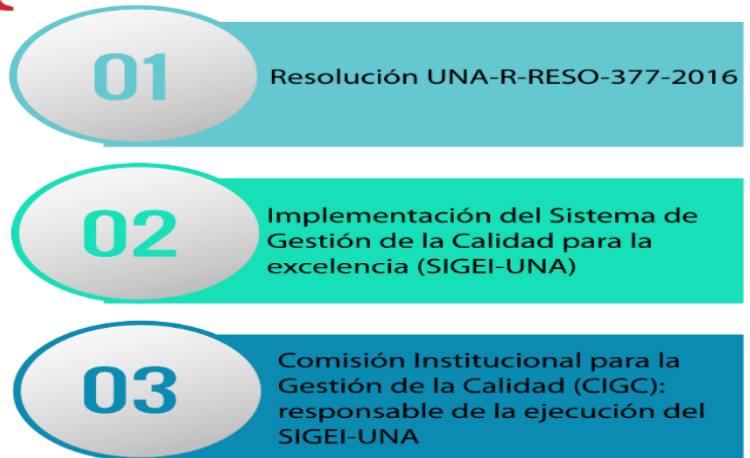 01
Resolución UNA-R-RESO-377-2016
02
Implementación del Sistema de
Gestión de la Calidad para la
excelencia (SIGEI-UNA)
03
Comisión Institucional para la
Gestión de la Calidad (CIGC):
responsable de la ejecución del
SIGEI-UNA